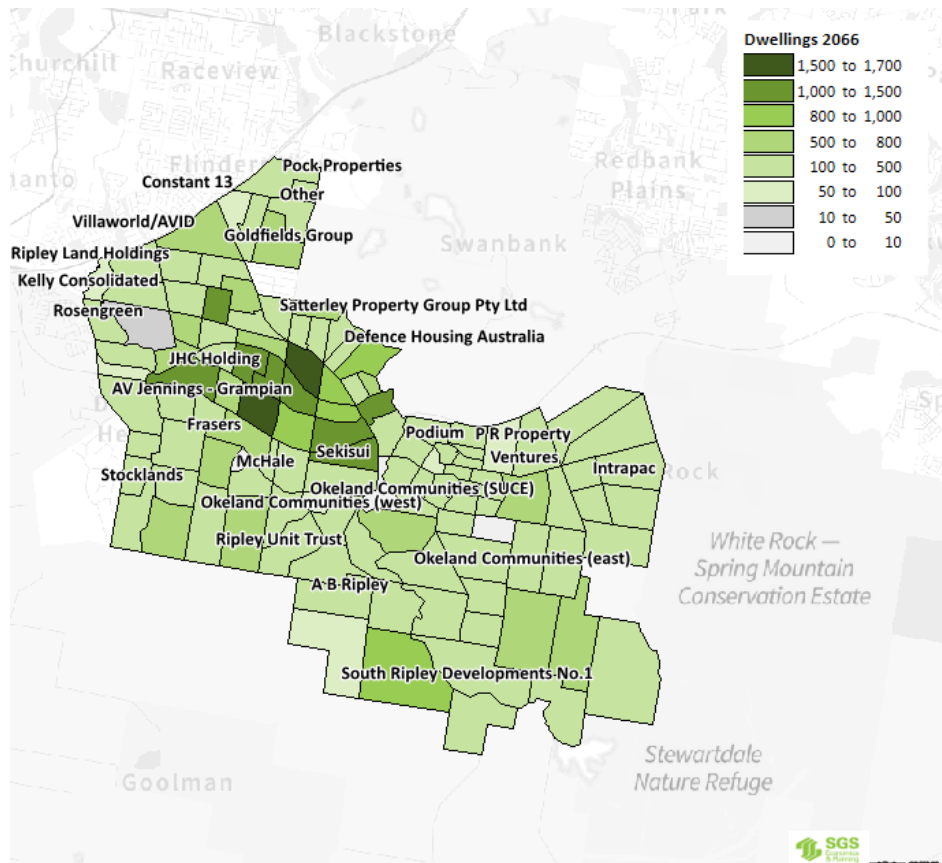 Blackstone
Churchill
Raceview
Dwellings 2066
1,500 to 1,700
1,000 to 1,500
800 to 1,000
500 to 800
100 to 500
50 to 100
10 to 50
0 to 10
Redbank
Plains
Swanbank
Pock Properties
Constant 13
Other
Villaworld/AVID
Goldfields Group
Ripley Land Holdings
Kelly Consolidated
Satterley Property Group Pty Ltd
Rosengreen
Defence Housing Australia
JHC Holding
AV Jennings - Grampian
Frasers
Podium
P R Property
Ventures
McHale
Sekisui
Intrapac
Rock
Stocklands
Okeland Communities (SUCE)
Okeland Communities (west)
Ripley Unit Trust
Okeland Communities (east)
White Rock —
Spring Mountain
Conservation Estate
A B Ripley
South Ripley Developments No.1
Stewartdale
Nature Refuge
Goolman
SGS
Economics
& Planning